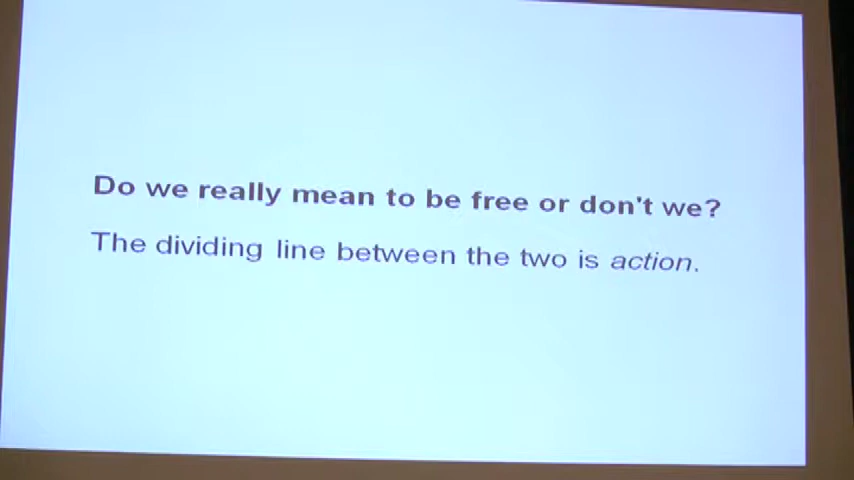 Do we really mean to be free or don't we?
The dividing line between the two is action.